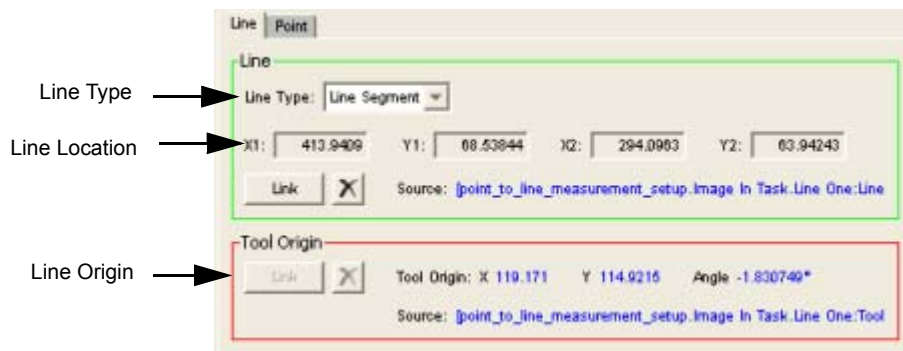 Line Point
Line
Line Type
Line Type: Line Segment
Line Location
X1: 413.9409 Y1: 68.53844 X2: 294.0963 Y2: 63.94243
Link X Source: [point_to_line_measurement_setup.Image In Task.Line One:Line
Tool Origin
Line Origin
Link X Tool Origin: X 119.171 Y 114.9216 Angle -1.830749°
Source: [point_to_line_measurement_setup.Image In Task.Line One:Tool